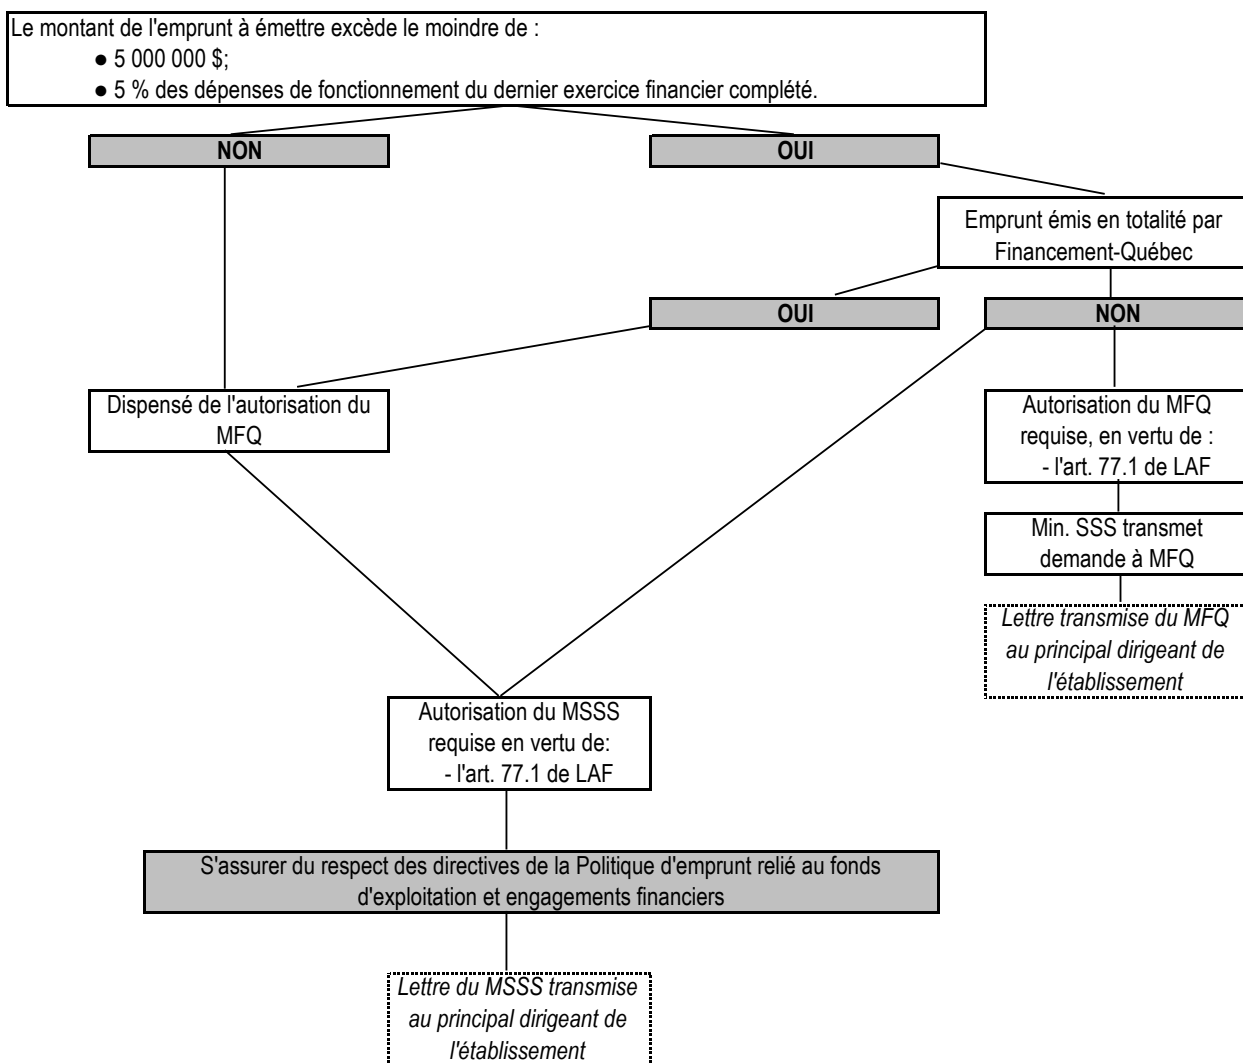 Le montant de l'emprunt à émettre excède le moindre de :
● 5 000 000 $;
● 5 % des dépenses de fonctionnement du dernier exercice financier complété.
NON
OUI
Emprunt émis en totalité par
Financement-Québec
OUI
NON
Dispensé de l'autorisation du
MFQ
Autorisation du MFQ
requise, en vertu de :
- l'art. 77.1 de LAF
Min. SSS transmet
demande à MFQ
Lettre transmise du MFQ
au principal dirigeant de
l'établissement
Autorisation du MSSS
requise en vertu de:
- l'art. 77.1 de LAF
S'assurer du respect des directives de la Politique d'emprunt relié au fonds
d'exploitation et engagements financiers
Lettre du MSSS transmise
au principal dirigeant de
l'établissement